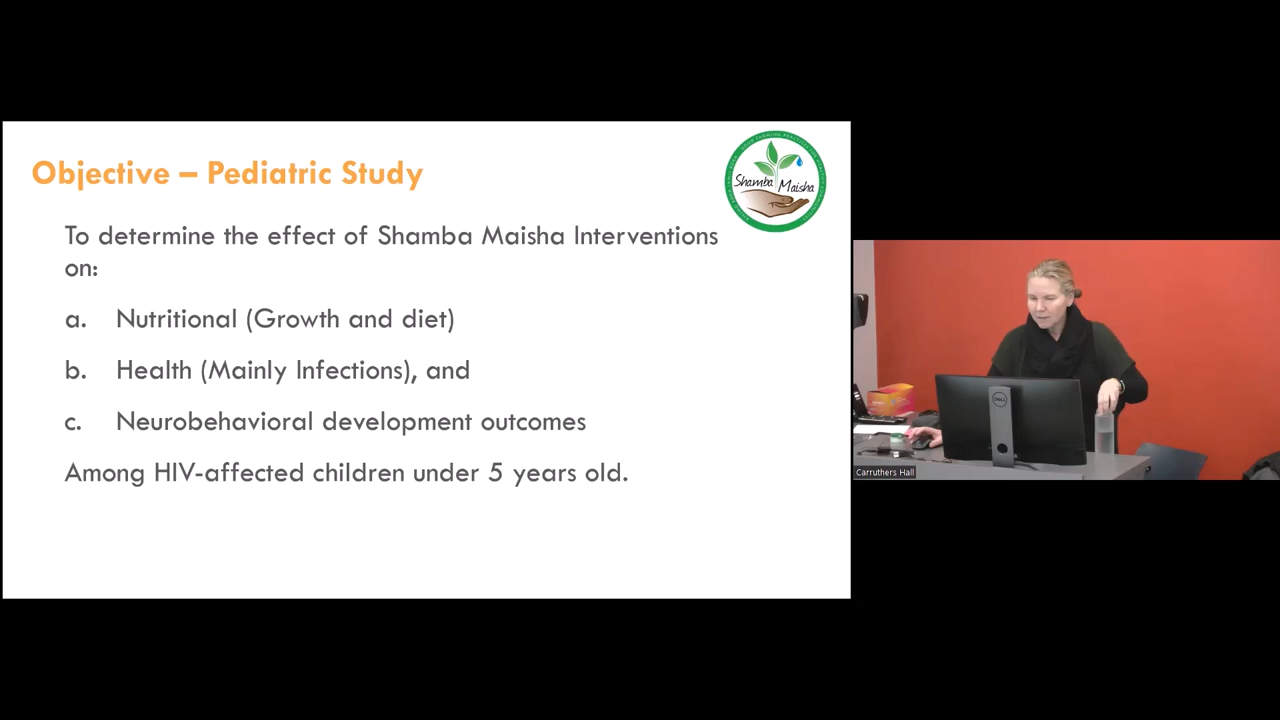 Objective – Pediatric Study
Shamba Maisha
To determine the effect of Shamba Maisha Interventions
on:
a. Nutritional (Growth and diet)
b. Health (Mainly Infections), and
c. Neurobehavioral development outcomes
Among HIV-affected children under 5 years old.
DELL
Carruthers Hall